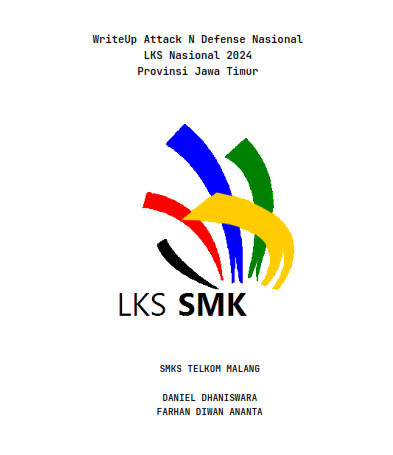 WriteUp Attack N Defense Nasional
LKS Nasional 2024
Provinsi Jawa Timur
LKS SMK
SMKS TELKOM MALANG
DANIEL DHANISWARA
FARHAN DIWAN ANANTA